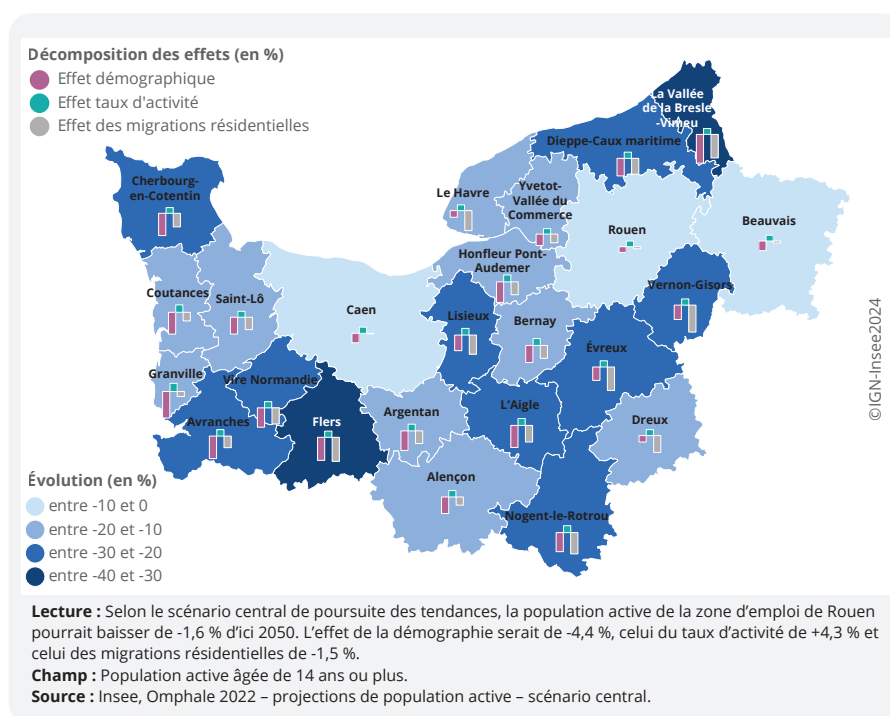 Décomposition des effets (en %)
Effet démographique
Effet taux d'activité
Effet des migrations résidentielles
La Vallée
de la Bresle
-Vimeu
Dieppe-Caux maritime
Cherbourg-
en-Cotentin
Le Havre
Yvetot-
Vallée du
Commerce
Rouen
Beauvais
Honfleur Pont-
Audemer
Vernon-Gisors
Coutances
Saint-Lô
Caen
Lisieux
Bernay
Évreux
Granville
Vire Normandie
Avranches
Flers
Argentan
L'Aigle
Dreux
Alençon
Nogent-le-Rotrou
©IGN-Insee2024
Évolution (en %)
entre -10 et 0
entre -20 et -10
entre -30 et -20
entre -40 et -30
Lecture : Selon le scénario central de poursuite des tendances, la population active de la zone d’emploi de Rouen
pourrait baisser de -1,6 % d’ici 2050. L’effet de la démographie serait de -4,4 %, celui du taux d’activité de +4,3 % et
celui des migrations résidentielles de -1,5 %.
Champ : Population active âgée de 14 ans ou plus.
Source : Insee, Omphale 2022 – projections de population active – scénario central.